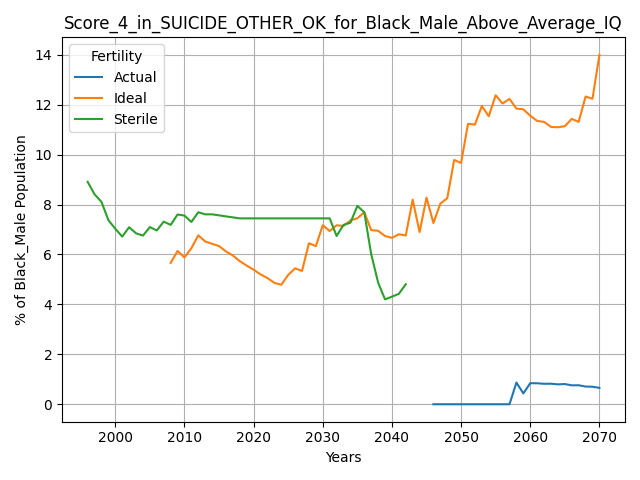 Score_4_in_SUICIDE_OTHER_OK_for_Black_Male_Above_Average_IQ
Fertility
Actual
Ideal
Sterile
% of Black_Male Population
14
12
10
8
6
4
2
0
2000
2010
2020
2030
2040
2050
2060
2070
Years